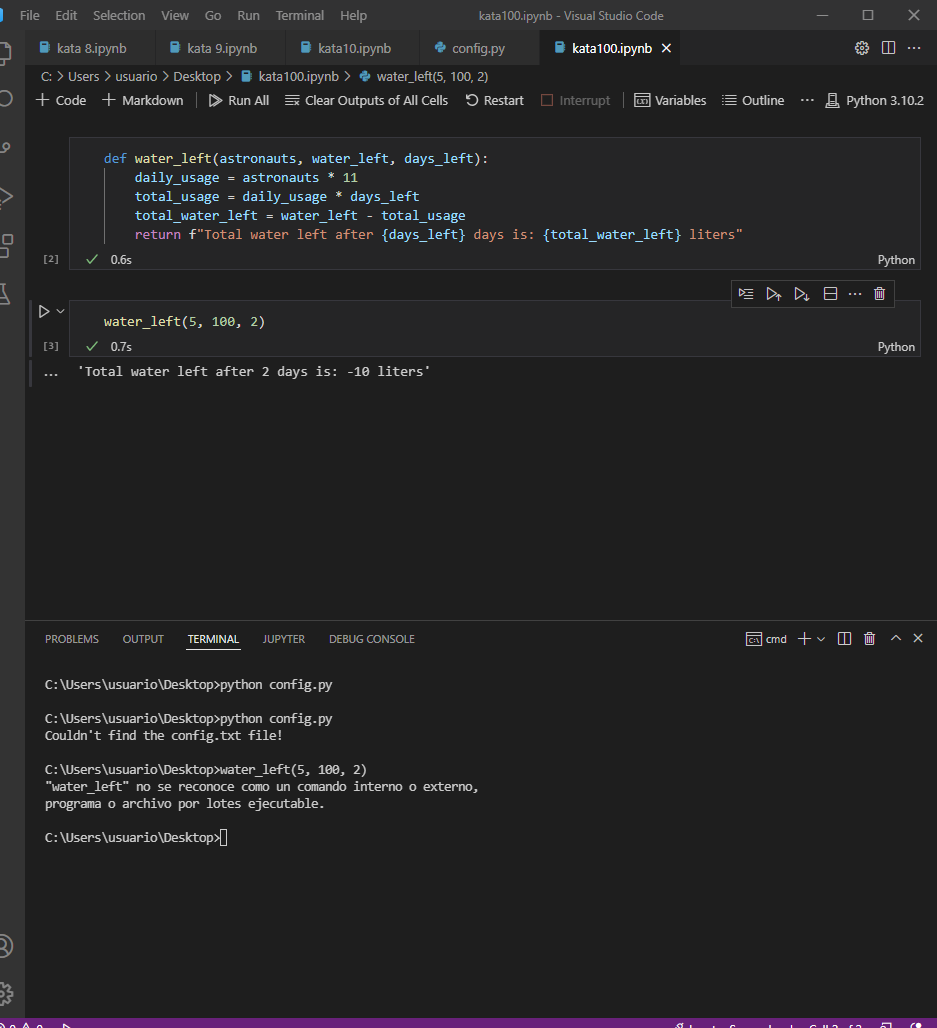 File Edit Selection View Go Run Terminal Help kata100.ipynb - Visual Studio Code
kata 8.ipynb kata 9.ipynb kata10.ipynb config.py kata100.ipynb
C: > Users > usuario > Desktop > kata100.ipynb > water_left(5, 100, 2)
+ Code + Markdown Run All Clear Outputs of All Cells Restart Interrupt Variables Outline ... Python 3.10.2
def water_left(astronauts, water_left, days_left):
    daily_usage = astronauts * 11
    total_usage = daily_usage * days_left
    total_water_left = water_left - total_usage
    return f"Total water left after {days_left} days is: {total_water_left} liters"
[2] 0.6s Python
water_left(5, 100, 2)
[3] 0.7s Python
... 'Total water left after 2 days is: -10 liters'
PROBLEMS OUTPUT TERMINAL JUPYTER DEBUG CONSOLE cmd
C:\Users\usuario\Desktop>python config.py
C:\Users\usuario\Desktop>python config.py
Couldn't find the config.txt file!
C:\Users\usuario\Desktop>water_left(5, 100, 2)
"water_left" no se reconoce como un comando interno o externo,
programa o archivo por lotes ejecutable.
C:\Users\usuario\Desktop>